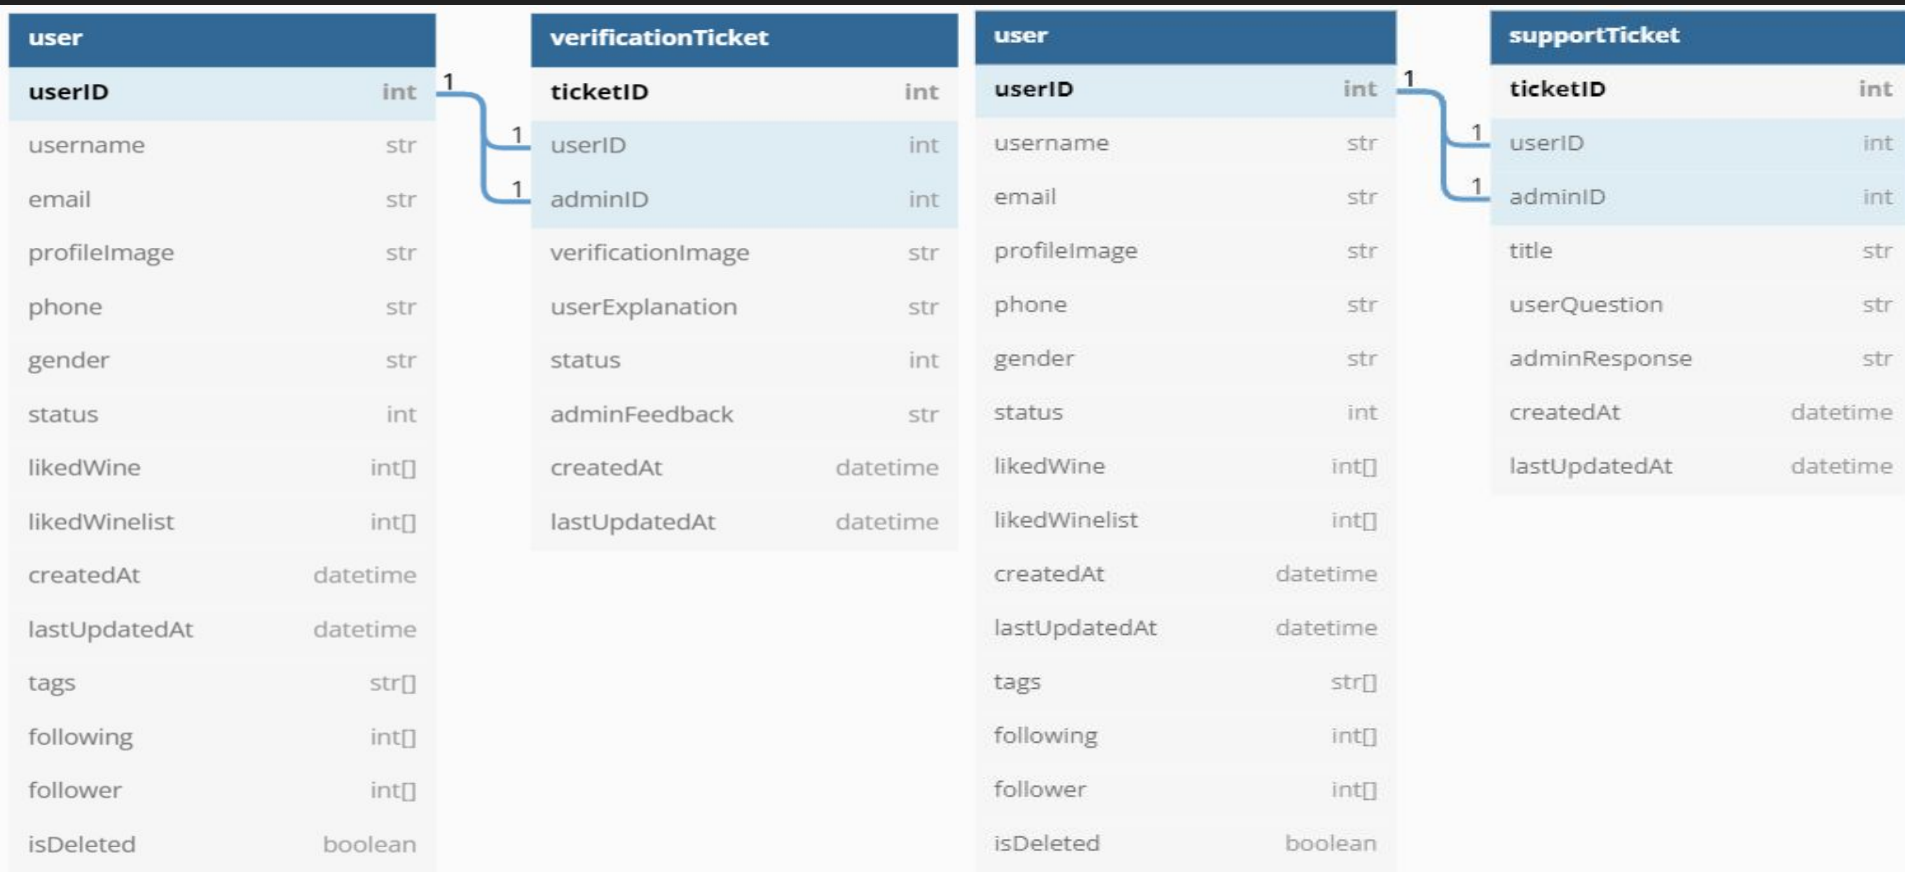 user
userID int 1
username str
email str
profileImage str
phone str
gender str
status int
likedWine int[]
likedWinelist int[]
createdAt datetime
lastUpdatedAt datetime
tags str[]
following int[]
follower int[]
isDeleted boolean
verificationTicket
ticketID int
1 userID int
1 adminID int
verificationImage str
userExplanation str
status int
adminFeedback str
createdAt datetime
lastUpdatedAt datetime
user
userID int 1
username str
email str
profileImage str
phone str
gender str
status int
likedWine int[]
likedWinelist int[]
createdAt datetime
lastUpdatedAt datetime
tags str[]
following int[]
follower int[]
isDeleted boolean
supportTicket
ticketID int
1 userID int
1 adminID int
title str
userQuestion str
adminResponse str
createdAt datetime
lastUpdatedAt datetime